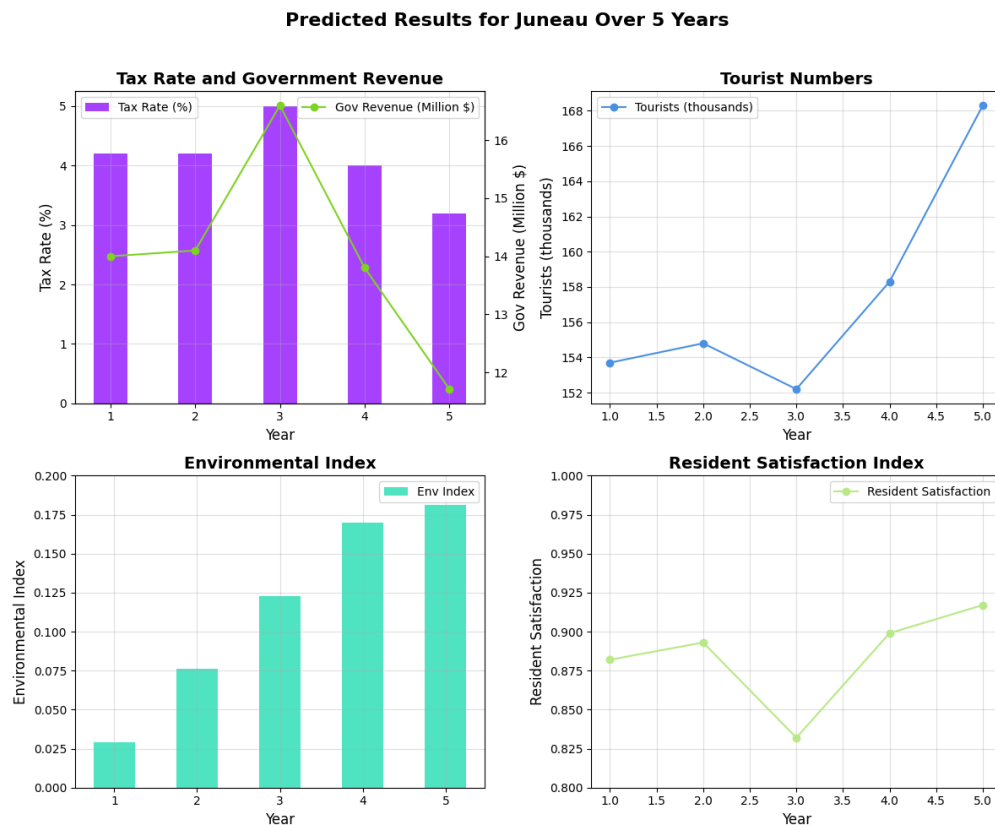 Predicted Results for Juneau Over 5 Years
Tax Rate and Government Revenue
Tax Rate (%)
Gov Revenue (Million $)
5
4
3
2
1
0
Tax Rate (%)
16
15
14
13
12
Gov Revenue (Million $)
1 2 3 4 5
Year
Tourist Numbers
Tourists (thousands)
168
166
164
162
160
158
156
154
152
Tourists (thousands)
1.0 1.5 2.0 2.5 3.0 3.5 4.0 4.5 5.0
Year
Environmental Index
Env Index
0.200
0.175
0.150
0.125
0.100
0.075
0.050
0.025
0.000
Environmental Index
1 2 3 4 5
Year
Resident Satisfaction Index
Resident Satisfaction
1.000
0.975
0.950
0.925
0.900
0.875
0.850
0.825
0.800
Resident Satisfaction
1.0 1.5 2.0 2.5 3.0 3.5 4.0 4.5 5.0
Year